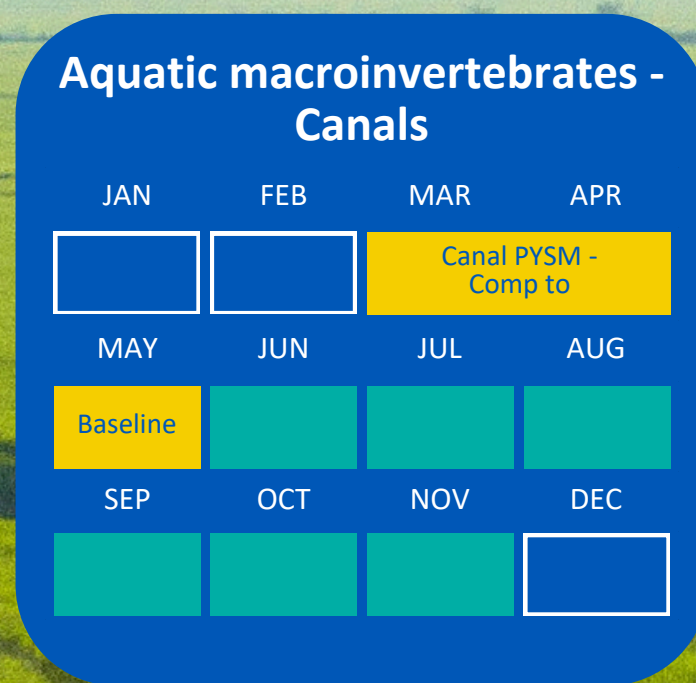 Aquatic macroinvertebrates -
Canals
JAN FEB MAR APR
Canal PYSM -
Comp to
MAY JUN JUL AUG
Baseline
SEP OCT NOV DEC